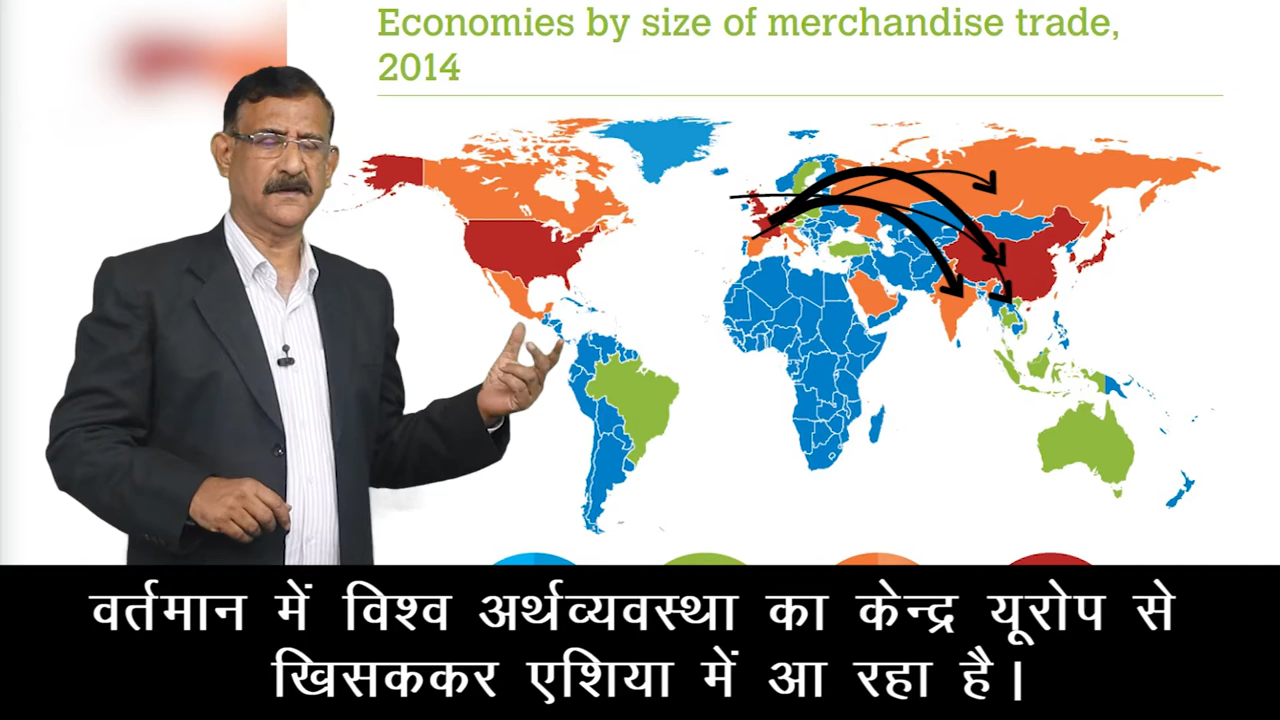 Economies by size of merchandise trade,
2014
वर्तमान में विश्व अर्थव्यवस्था का केन्द्र यूरोप से
खिसककर एशिया में आ रहा है।